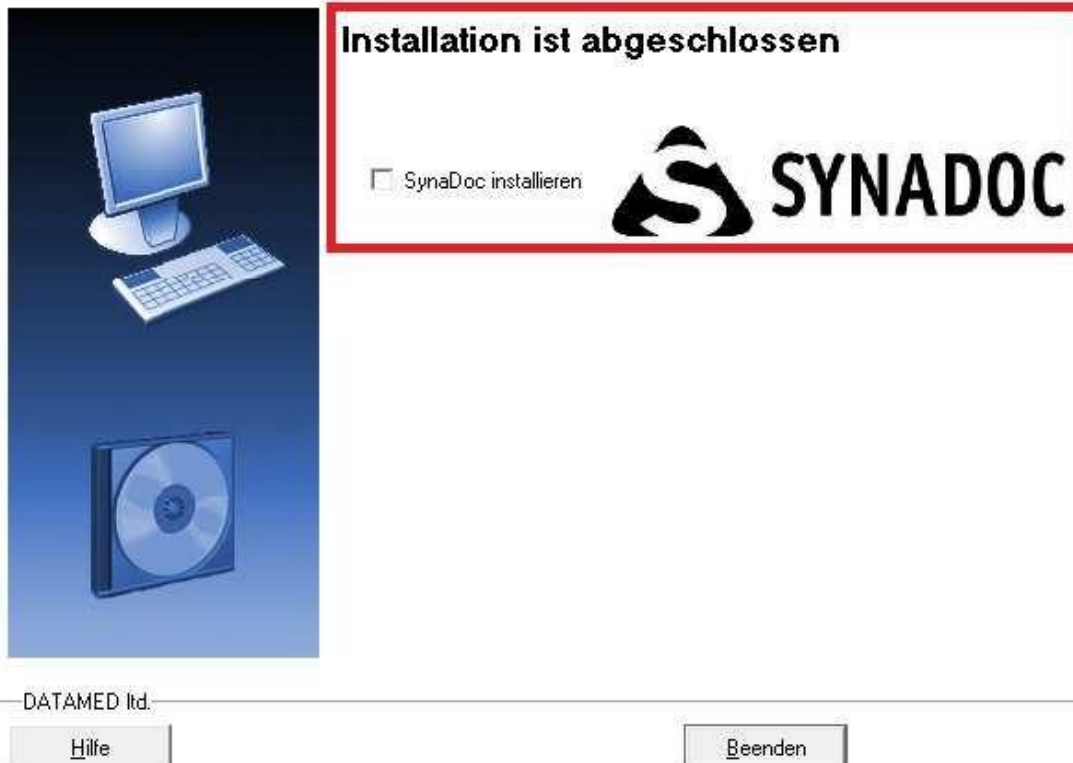 Installation ist abgeschlossen
SynaDoc installieren
SYNADOC
DATAMED ltd.
Hilfe
Beenden